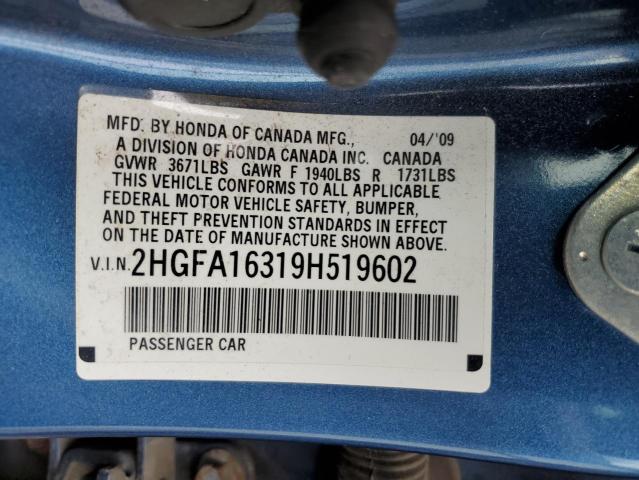 MFD. BY HONDA OF CANADA MFG., 04/'09
A DIVISION OF HONDA CANADA INC. CANADA
GVWR 3671LBS GAWR F 1940LBS R 1731LBS
THIS VEHICLE CONFORMS TO ALL APPLICABLE
FEDERAL MOTOR VEHICLE SAFETY, BUMPER,
AND THEFT PREVENTION STANDARDS IN EFFECT
ON THE DATE OF MANUFACTURE SHOWN ABOVE.
V.I.N. 2HGFA16319H519602
PASSENGER CAR